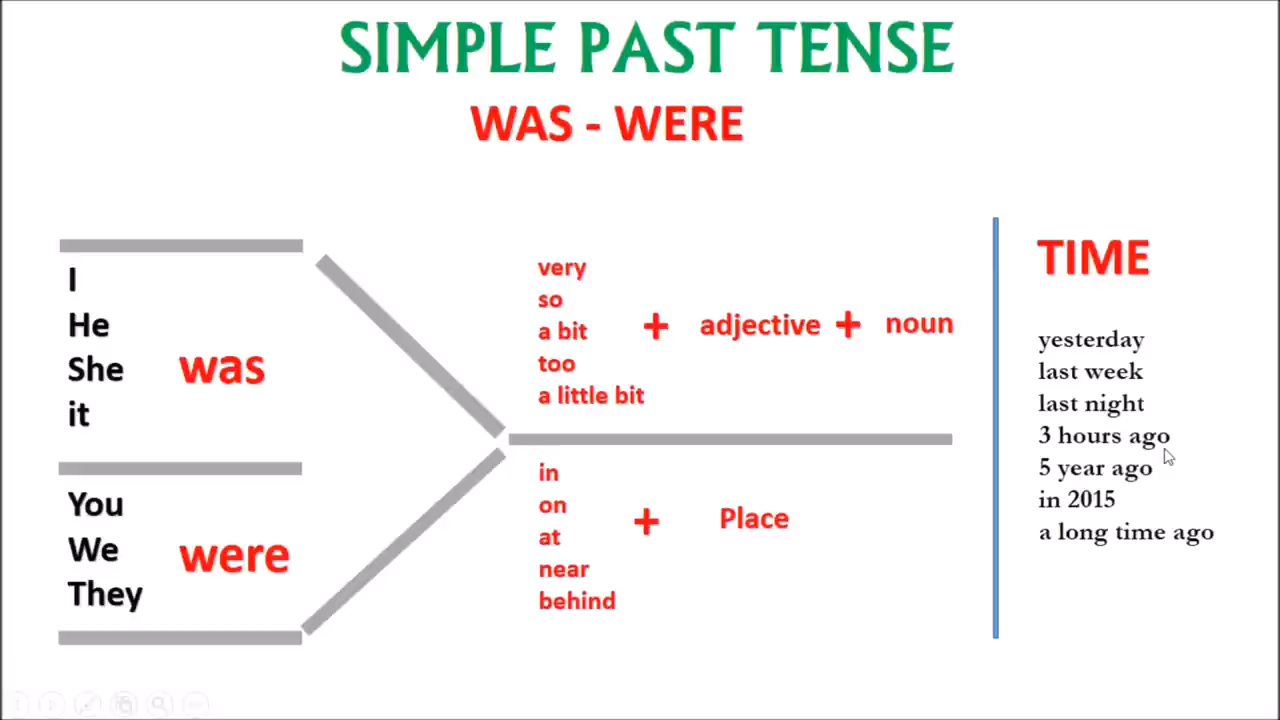 SIMPLE PAST TENSE
WAS - WERE
I
He
She
it
was
You
We
They
were
very
so
a bit
too
a little bit
+ adjective + noun
in
on
at
near
behind
+ Place
TIME
yesterday
last week
last night
3 hours ago
5 year ago
in 2015
a long time ago